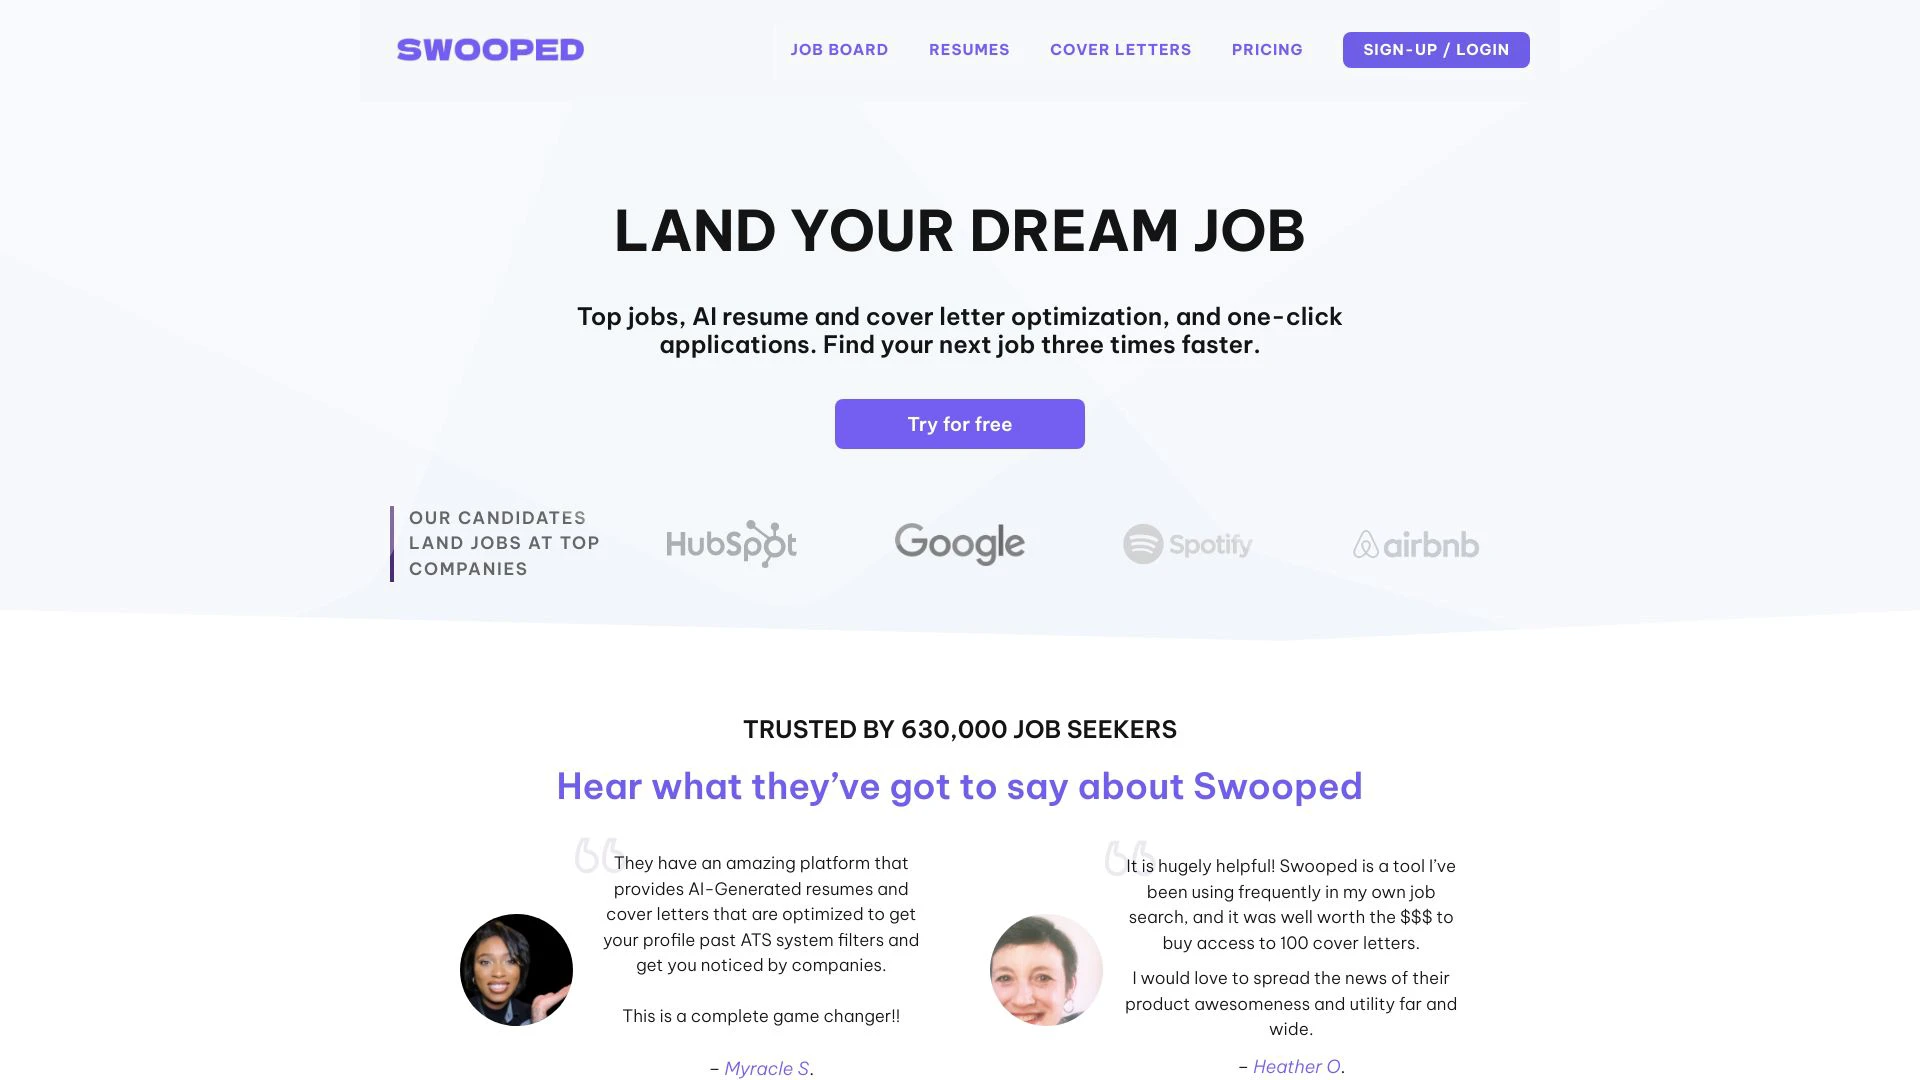 SWOOPED
JOB BOARD
RESUMES
COVER LETTERS
PRICING
SIGN-UP / LOGIN
LAND YOUR DREAM JOB
Top jobs, AI resume and cover letter optimization, and one-click
applications. Find your next job three times faster.
Try for free
OUR CANDIDATES
LAND JOBS AT TOP
COMPANIES
HubSpot
Google
Spotify
airbnb
TRUSTED BY 630,000 JOB SEEKERS
Hear what they’ve got to say about Swooped
They have an amazing platform that
provides AI-Generated resumes and
cover letters that are optimized to get
your profile past ATS system filters and
get you noticed by companies.
This is a complete game changer!!
– Myracle S.
It is hugely helpful! Swooped is a tool I’ve
been using frequently in my own job
search, and it was well worth the $$$ to
buy access to 100 cover letters.
I would love to spread the news of their
product awesomeness and utility far and
wide.
– Heather O.